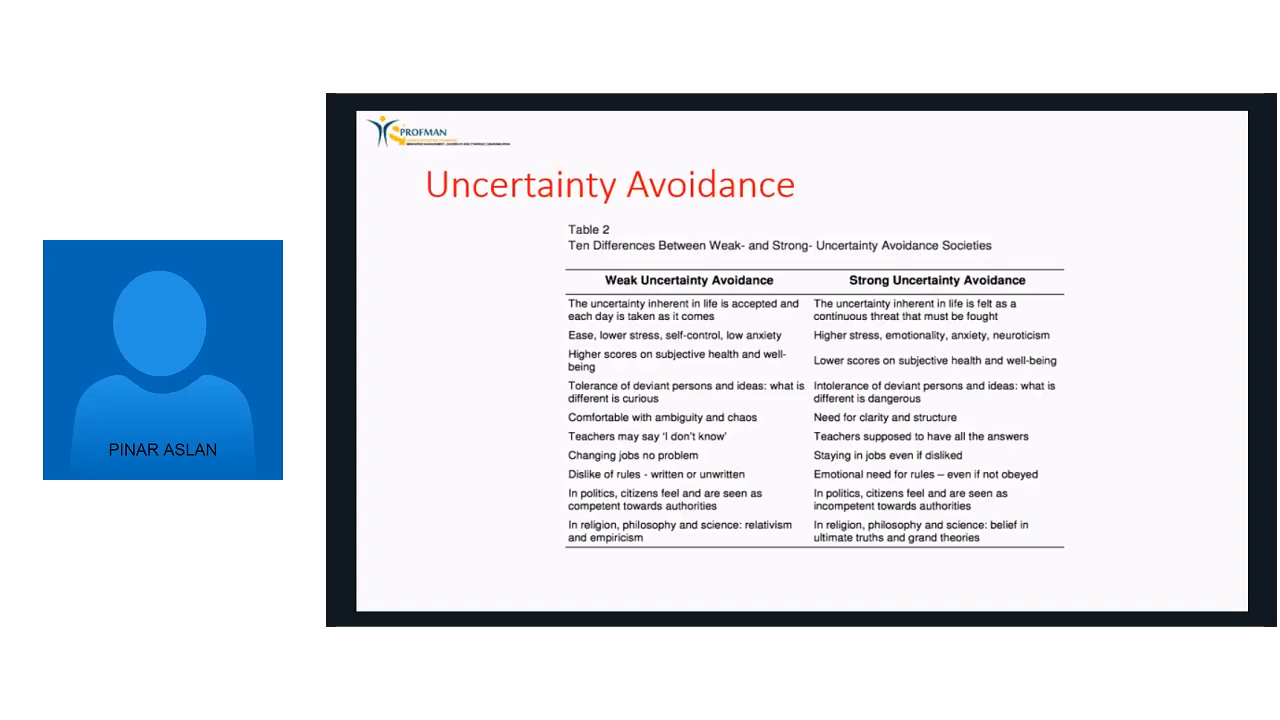 PROFMAN
Uncertainty Avoidance
Table 2
Ten Differences Between Weak- and Strong- Uncertainty Avoidance Societies
Weak Uncertainty Avoidance
Strong Uncertainty Avoidance
The uncertainty inherent in life is accepted and
each day is taken as it comes
The uncertainty inherent in life is felt as a
continuous threat that must be fought
Ease, lower stress, self-control, low anxiety
Higher stress, emotionality, anxiety, neuroticism
Higher scores on subjective health and well-
being
Lower scores on subjective health and well-being
Tolerance of deviant persons and ideas: what is
different is curious
Intolerance of deviant persons and ideas: what is
different is dangerous
Comfortable with ambiguity and chaos
Need for clarity and structure
Teachers may say ‘I don’t know’
Teachers supposed to have all the answers
Changing jobs no problem
Staying in jobs even if disliked
Dislike of rules - written or unwritten
Emotional need for rules – even if not obeyed
In politics, citizens feel and are seen as
competent towards authorities
In politics, citizens feel and are seen as
incompetent towards authorities
In religion, philosophy and science: relativism
and empiricism
In religion, philosophy and science: belief in
ultimate truths and grand theories
PINAR ASLAN